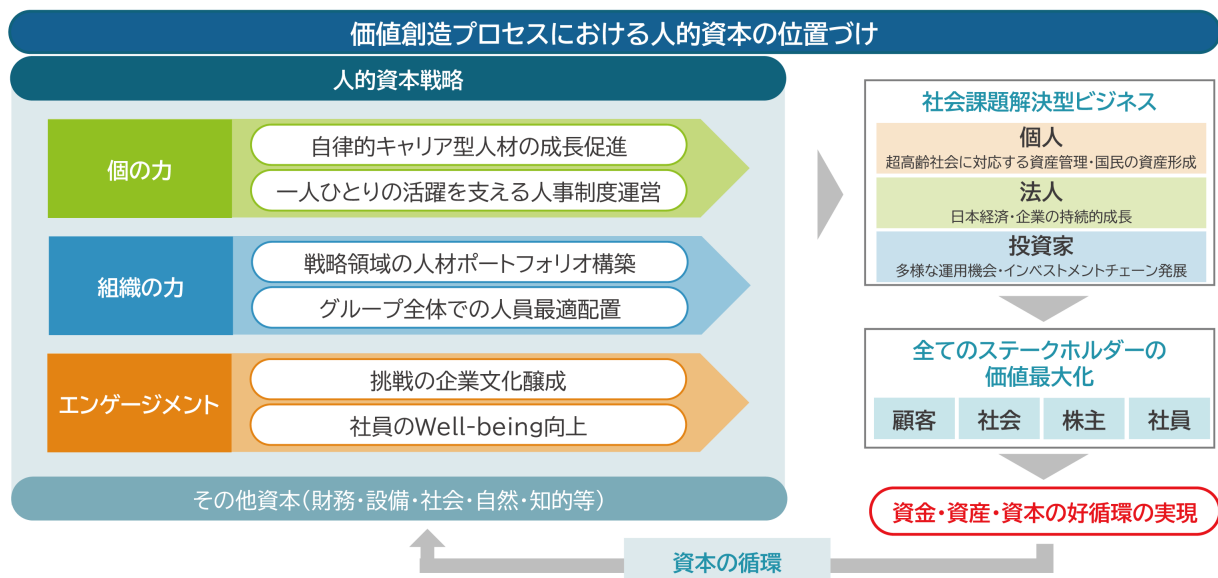 価値創造プロセスにおける人的資本の位置づけ
人的資本戦略
個の力
自律的キャリア型人材の成長促進
一人ひとりの活躍を支える人事制度運営
組織の力
戦略領域の人材ポートフォリオ構築
グループ全体での人員最適配置
エンゲージメント
挑戦の企業文化醸成
社員のWell-being向上
その他資本(財務・設備・社会・自然・知的等)
社会課題解決型ビジネス
個人
超高齢社会に対応する資産管理・国民の資産形成
法人
日本経済・企業の持続的成長
投資家
多様な運用機会・インベストメントチェーン発展
全てのステークホルダーの
価値最大化
顧客
社会
株主
社員
資金・資産・資本の好循環の実現
資本の循環